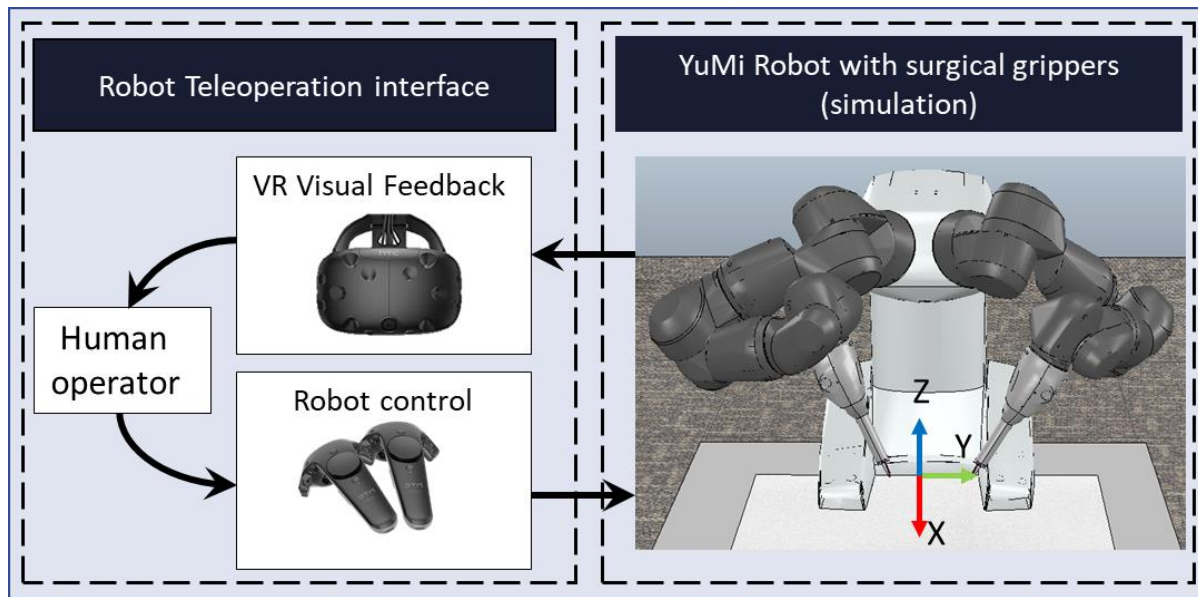 Robot Teleoperation interface
VR Visual Feedback
Human
operator
Robot control
YuMi Robot with surgical grippers
(simulation)
Z
Y
X